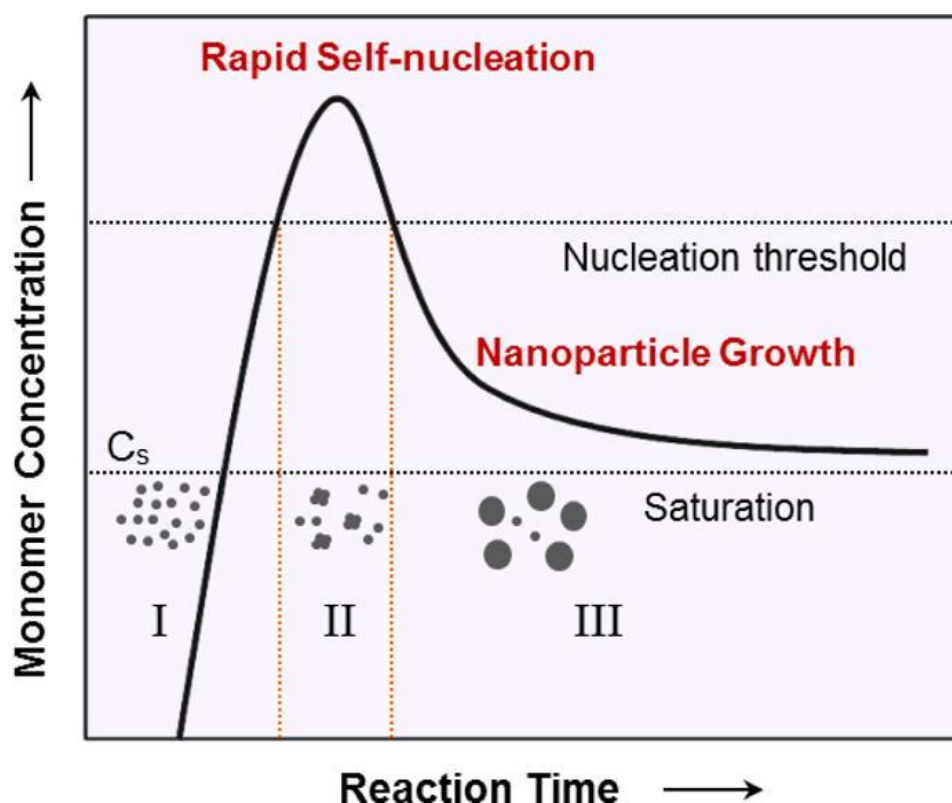 Rapid Self-nucleation
Nucleation threshold
Nanoparticle Growth
Cs
Saturation
I
II
III
Monomer Concentration
Reaction Time